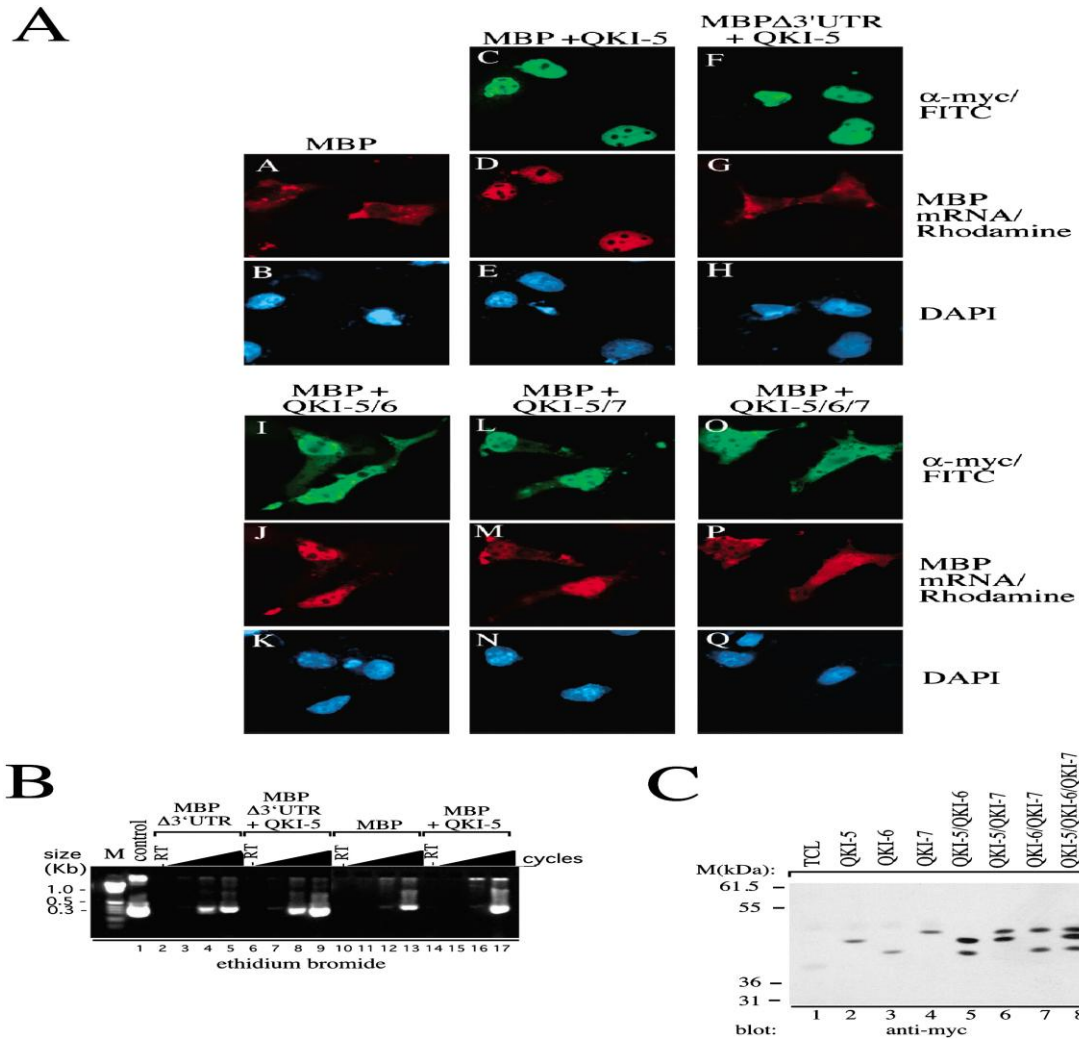 A
MBP +QKI-5
MBPΔ3'UTR
+ QKI-5
C
F
α-myc/
FITC
MBP
A
D
G
MBP
mRNA/
Rhodamine
B
E
H
DAPI
MBP +
QKI-5/6
MBP +
QKI-5/7
MBP +
QKI-5/6/7
I
L
O
α-myc/
FITC
J
M
P
MBP
mRNA/
Rhodamine
K
N
Q
DAPI
B
MBP
Δ3'UTR
MBP
Δ3'UTR
+ QKI-5
MBP
MBP
+ QKI-5
size
(Kb)
M
control
- RT
- RT
- RT
- RT
cycles
1.0 -
0.5 -
0.3 -
1 2 3 4 5 6 7 8 9 10 11 12 13 14 15 16 17
ethidium bromide
C
TCL
QKI-5
QKI-6
QKI-7
QKI-5/QKI-6
QKI-5/QKI-7
QKI-6/QKI-7
QKI-5/QKI-6/QKI-7
M(kDa):
61.5 –
55 –
36 –
31 –
1 2 3 4 5 6 7 8
blot: anti-myc